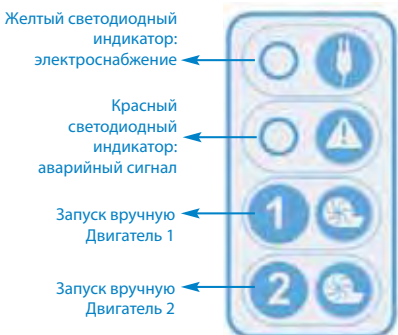 Желтый светодиодный
индикатор:
электроснабжение
Красный
светодиодный
индикатор:
аварийный сигнал
1
Запуск вручную
Двигатель 1
2
Запуск вручную
Двигатель 2